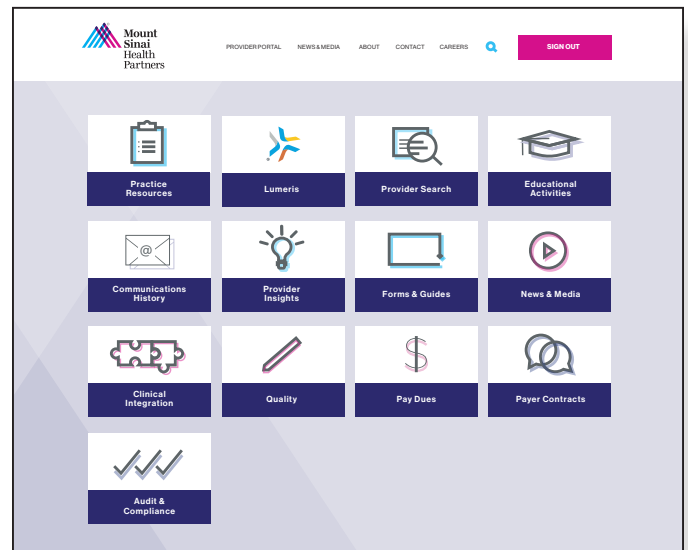 Mount
Sinai
Health
Partners
PROVIDER PORTAL NEWS & MEDIA ABOUT CONTACT CAREERS SIGN OUT
Practice
Resources
Lumeris
Provider Search
Educational
Activities
@
Communications
History
Provider
Insights
Forms & Guides
News & Media
Clinical
Integration
Quality
$
Pay Dues
Payer Contracts
Audit &
Compliance